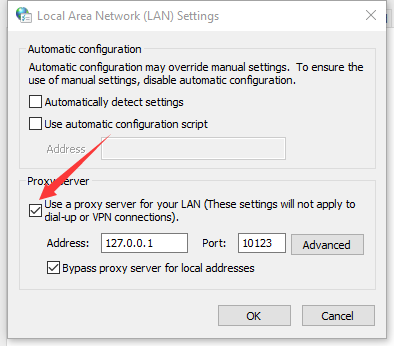 Local Area Network (LAN) Settings
Automatic configuration
Automatic configuration may override manual settings. To ensure the
use of manual settings, disable automatic configuration.
Automatically detect settings
Use automatic configuration script
Address
Proxy server
Use a proxy server for your LAN (These settings will not apply to
dial-up or VPN connections).
Address: 127.0.0.1 Port: 10123 Advanced
Bypass proxy server for local addresses
OK Cancel